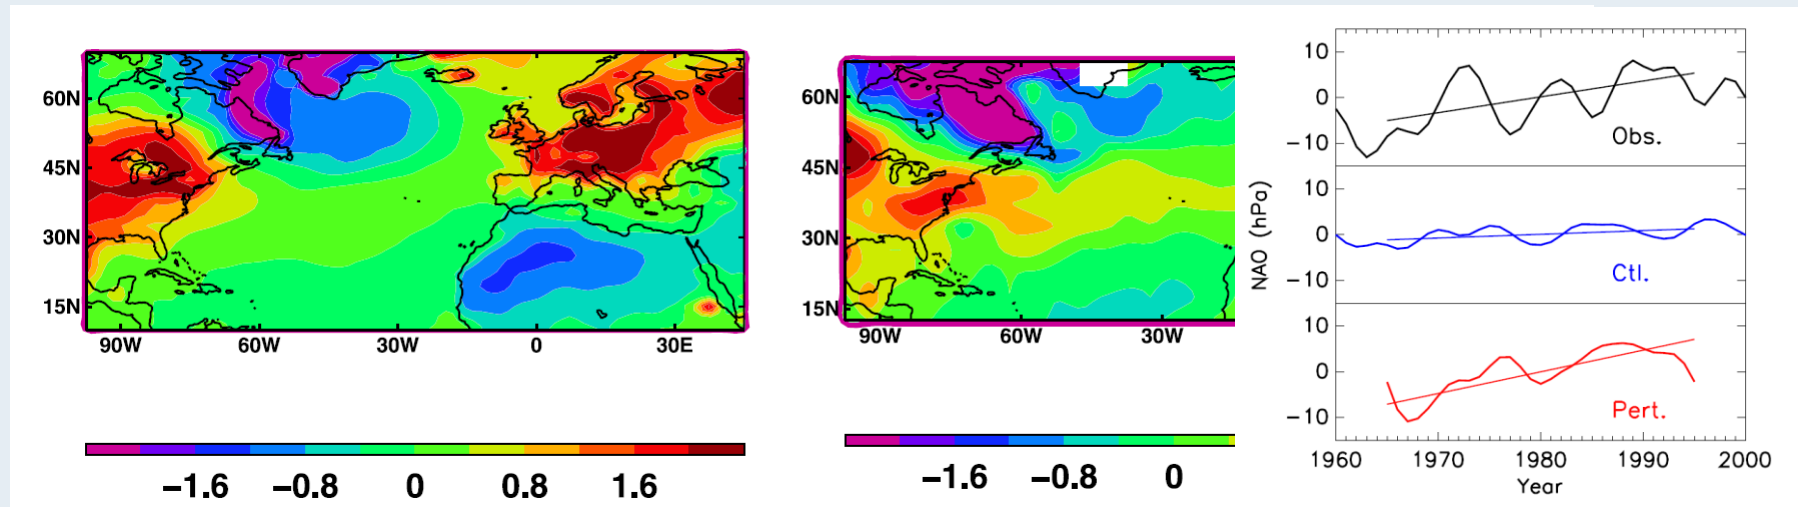 60N
45N
30N
15N
90W 60W 30W 0 30E
−1.6 −0.8 0 0.8 1.6
60N
45N
30N
15N
90W 60W 30W
−1.6 −0.8 0
NAO (hPa)
10
0
−10
Obs.
10
0
−10
Ctl.
10
0
−10
Pert.
1960 1970 1980 1990 2000
Year